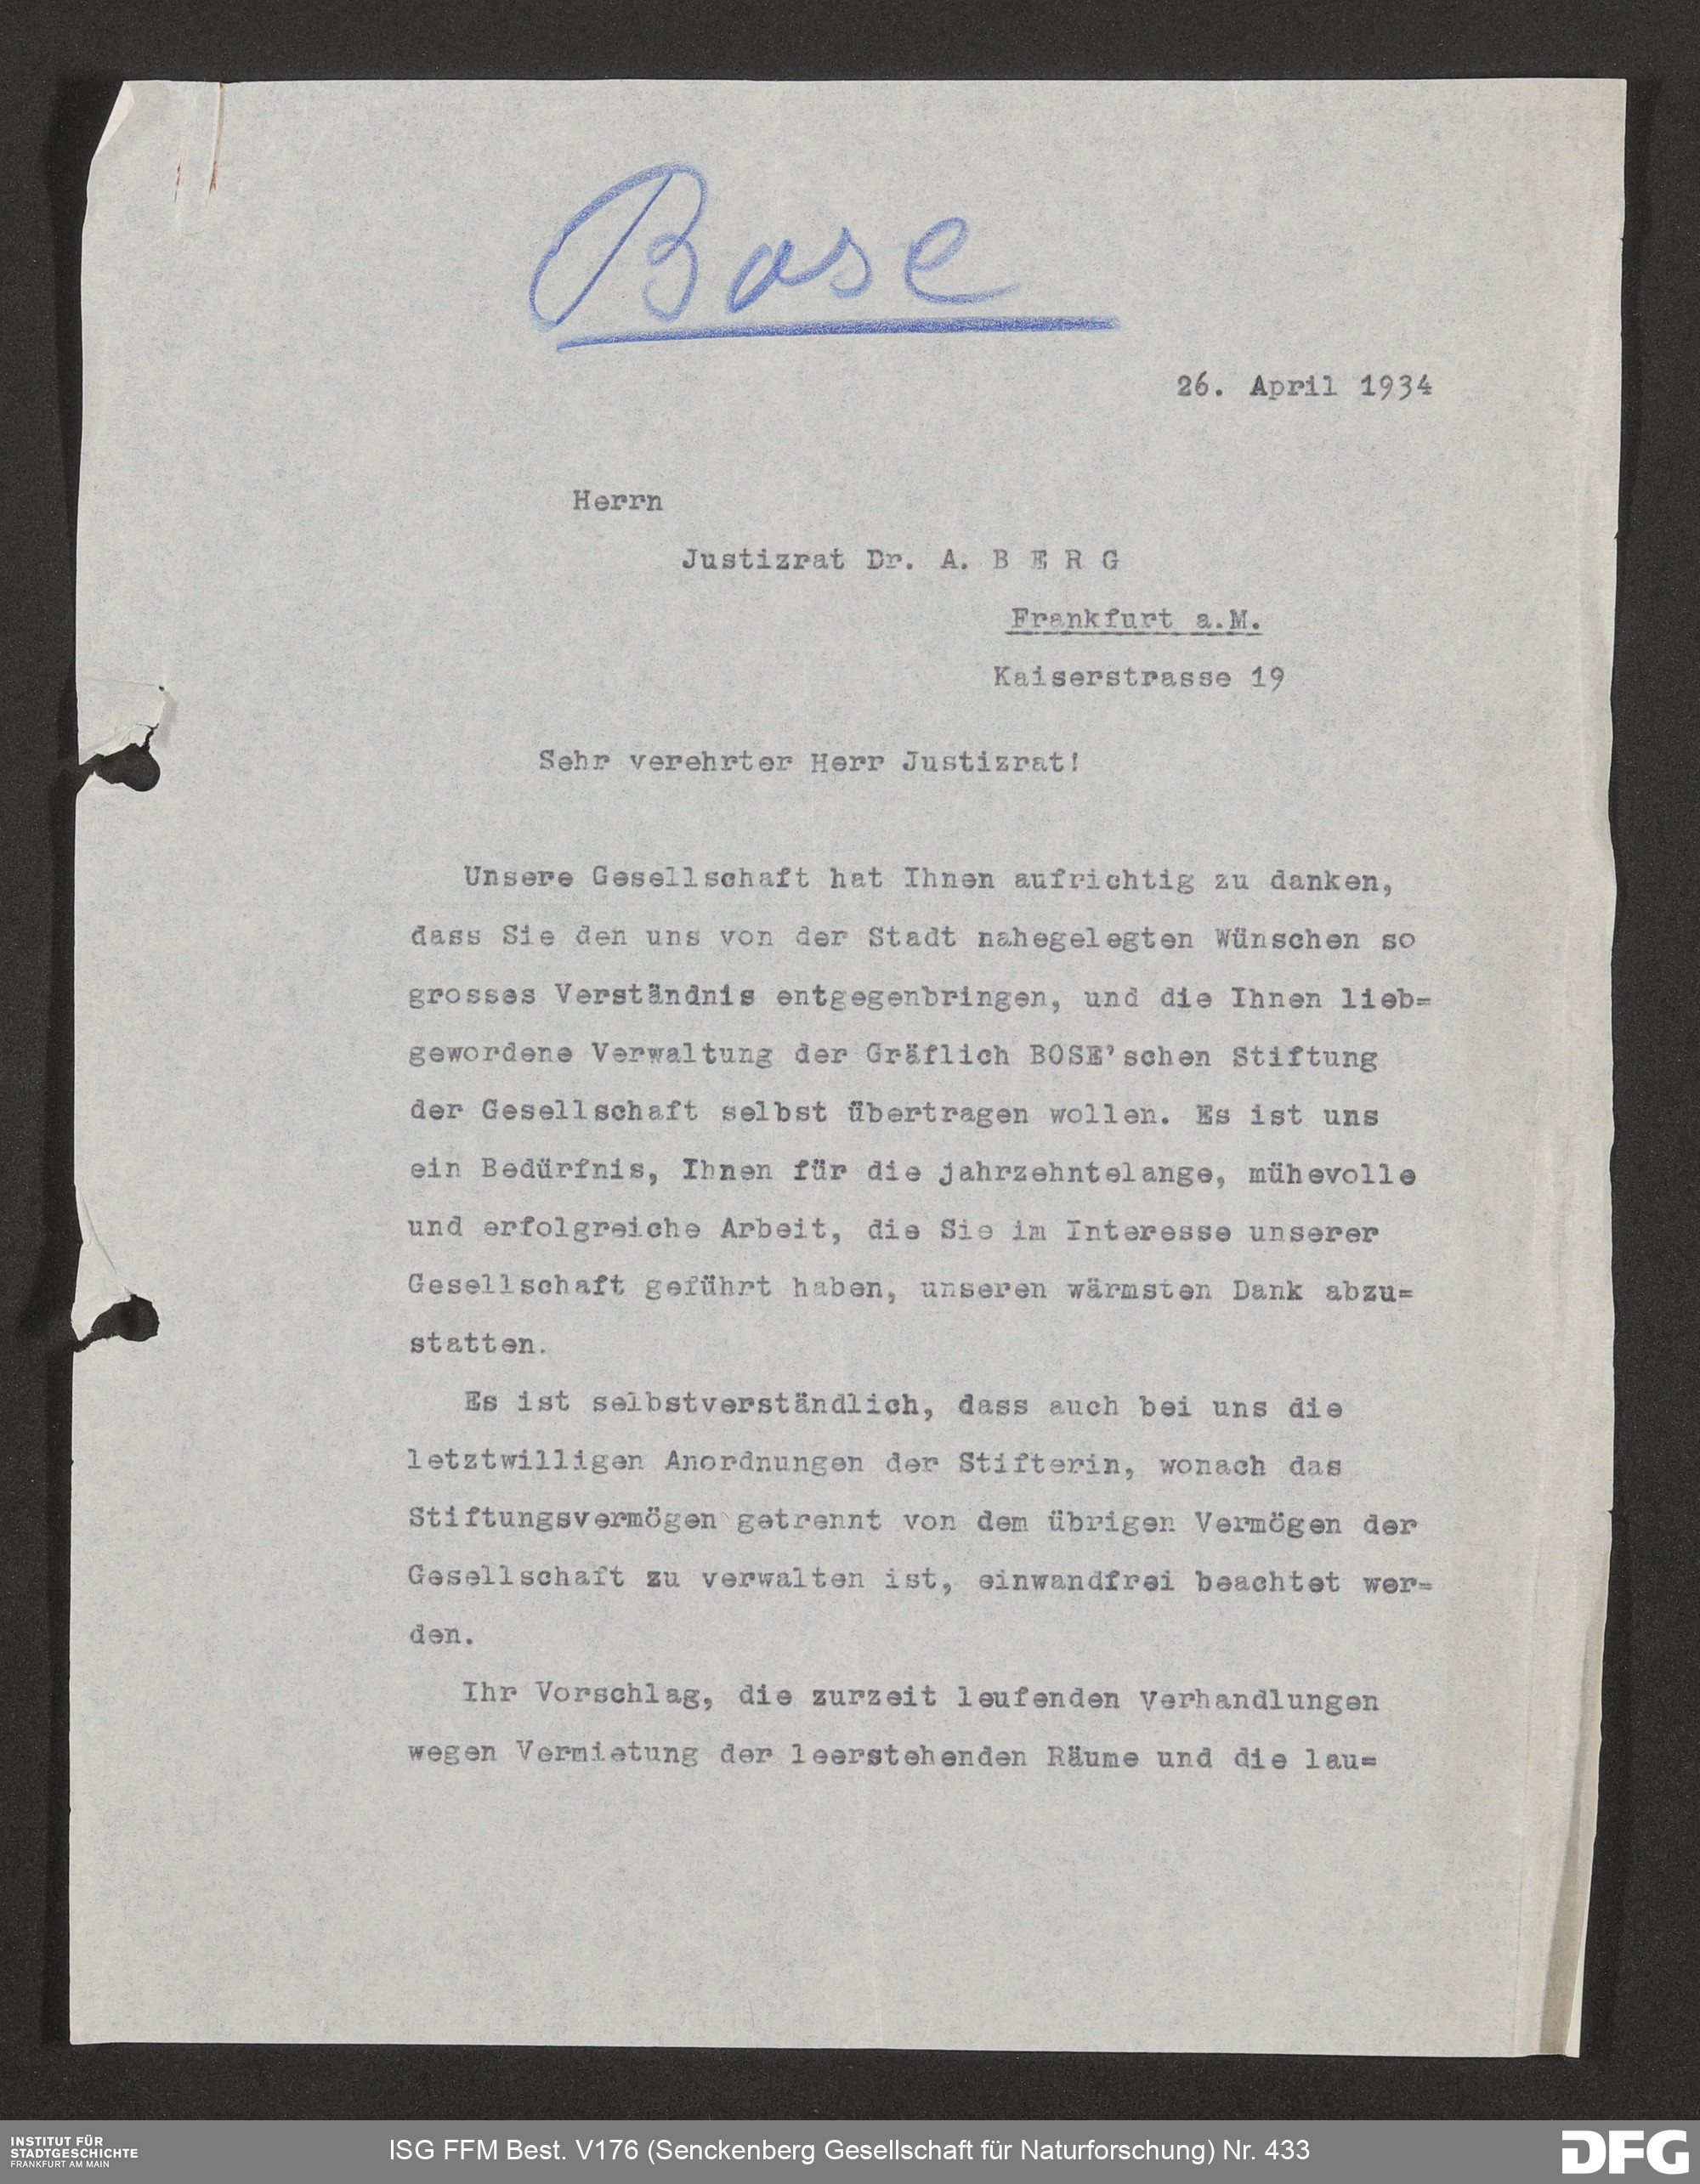 Bose
26. April 1934
Herrn
Justizrat Dr. A. B E R G
Frankfurt a.M.
Kaiserstrasse 19
Sehr verehrter Herr Justizrat!
Unsere Gesellschaft hat Ihnen aufrichtig zu danken,
dass Sie den uns von der Stadt nahegelegten Wünschen so
grosses Verständnis entgegenbringen, und die Ihnen lieb=
gewordene Verwaltung der Gräflich BOSE'schen Stiftung
der Gesellschaft selbst übertragen wollen. Es ist uns
ein Bedürfnis, Ihnen für die jahrzehntelange, mühevolle
und erfolgreiche Arbeit, die Sie im Interesse unserer
Gesellschaft geführt haben, unseren wärmsten Dank abzu=
statten.
Es ist selbstverständlich, dass auch bei uns die
letztwilligen Anordnungen der Stifterin, wonach das
Stiftungsvermögen getrennt von dem übrigen Vermögen der
Gesellschaft zu verwalten ist, einwandfrei beachtet wer=
den.
Ihr Vorschlag, die zurzeit leufenden Verhandlungen
wegen Vermietung der leerstehenden Räume und die lau=
INSTITUT FÜR
STADTGESCHICHTE
FRANKFURT AM MAIN
ISG FFM Best. V176 (Senckenberg Gesellschaft für Naturforschung) Nr. 433
DFG